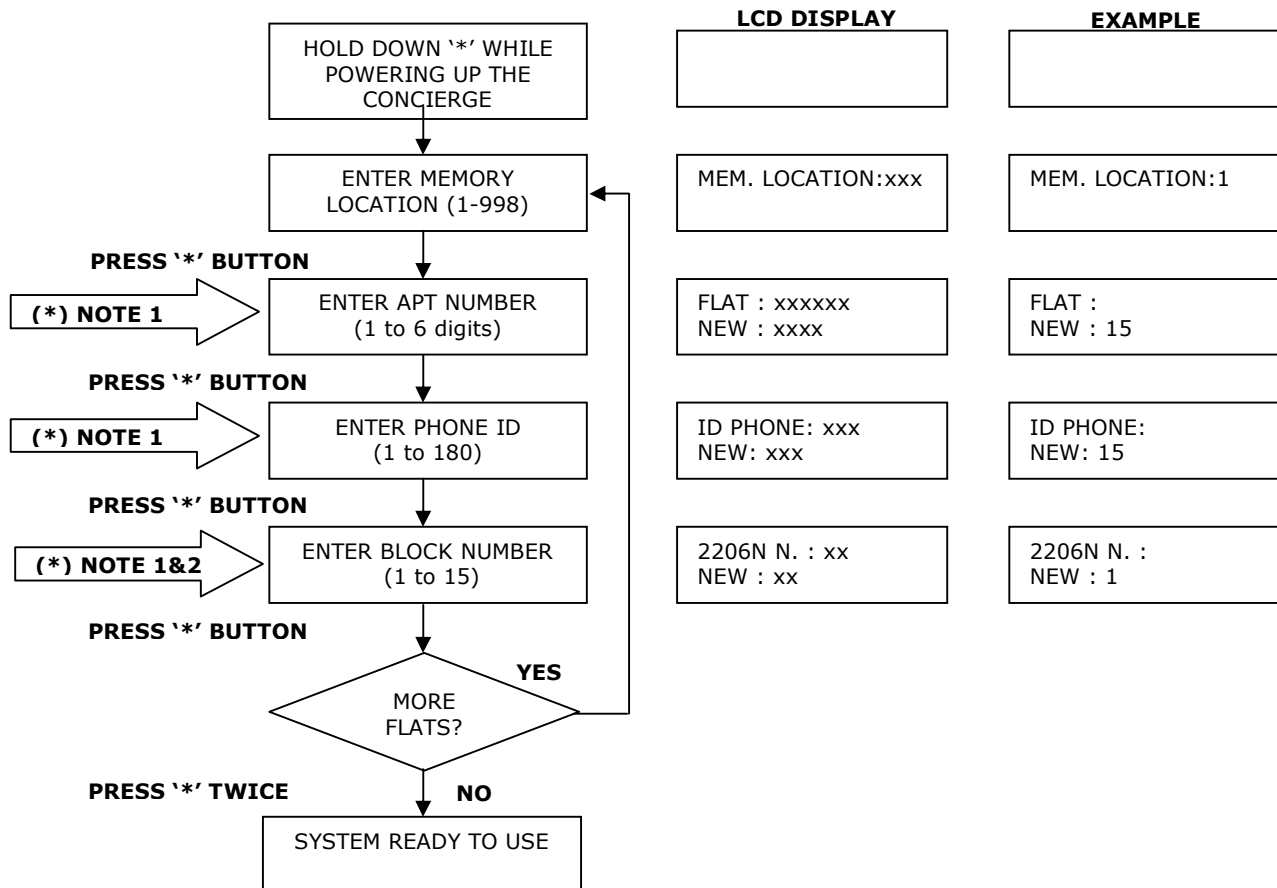 LCD DISPLAY
EXAMPLE
HOLD DOWN ‘*’ WHILE
POWERING UP THE
CONCIERGE
ENTER MEMORY
LOCATION (1-998)
MEM. LOCATION:xxx
MEM. LOCATION:1
PRESS ‘*’ BUTTON
(*) NOTE 1
ENTER APT NUMBER
(1 to 6 digits)
FLAT : xxxxxx
NEW : xxxx
FLAT :
NEW : 15
PRESS ‘*’ BUTTON
(*) NOTE 1
ENTER PHONE ID
(1 to 180)
ID PHONE: xxx
NEW: xxx
ID PHONE:
NEW: 15
PRESS ‘*’ BUTTON
(*) NOTE 1&2
ENTER BLOCK NUMBER
(1 to 15)
2206N N. : xx
NEW : xx
2206N N. :
NEW : 1
PRESS ‘*’ BUTTON
YES
MORE
FLATS?
PRESS ‘*’ TWICE
NO
SYSTEM READY TO USE